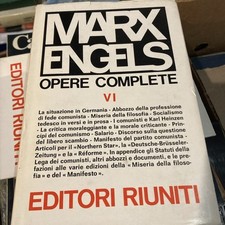 MARX
ENGELS
OPERE COMPLETE
VI
La situazione in Germania - Abbozzo della professione
di fede comunista - Miseria della filosofia - Socialismo
tedesco in versi e in prosa - I comunisti e Karl Heinzen
- La critica moraleggiante e la morale criticante - Prin-
cìpi del comunismo - Salario - Discorso sulla questione
del libero scambio - Manifesto del partito comunista -
Articoli per il «Northern Star», la «Deutsche-Brüsseler-
Zeitung» e la «Réforme». In appendice gli Statuti della
Lega dei comunisti, altri abbozzi e documenti, e le pre-
fazioni alle varie edizioni della «Miseria della filoso-
fia» e del «Manifesto».
EDITORI RIUNITI
EDITORI RIUNITI